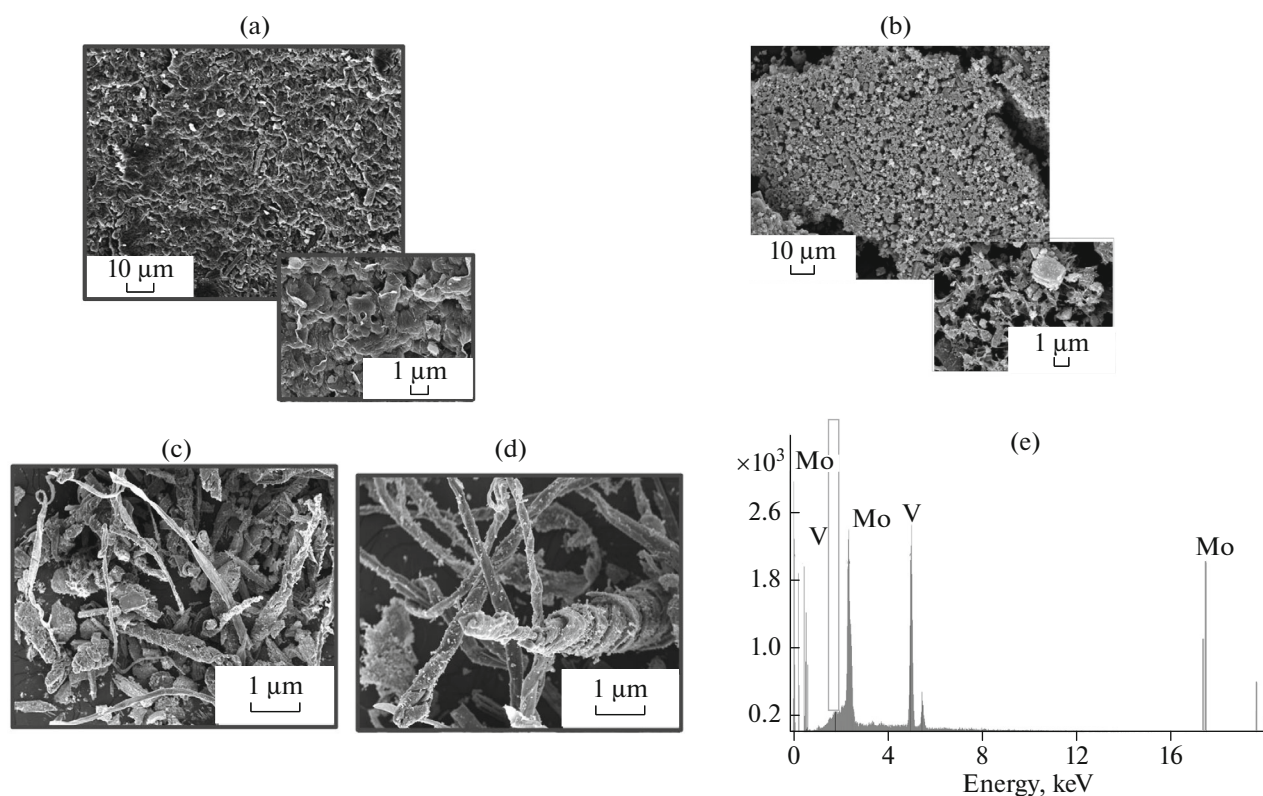 (a)
(b)
10 μm
1 μm
10 μm
1 μm
(c)
(d)
(e)
1 μm
1 μm
×10³
Mo
2.6
V
Mo
V
Mo
1.8
1.0
0.2
0
4
8
12
16
Energy, keV